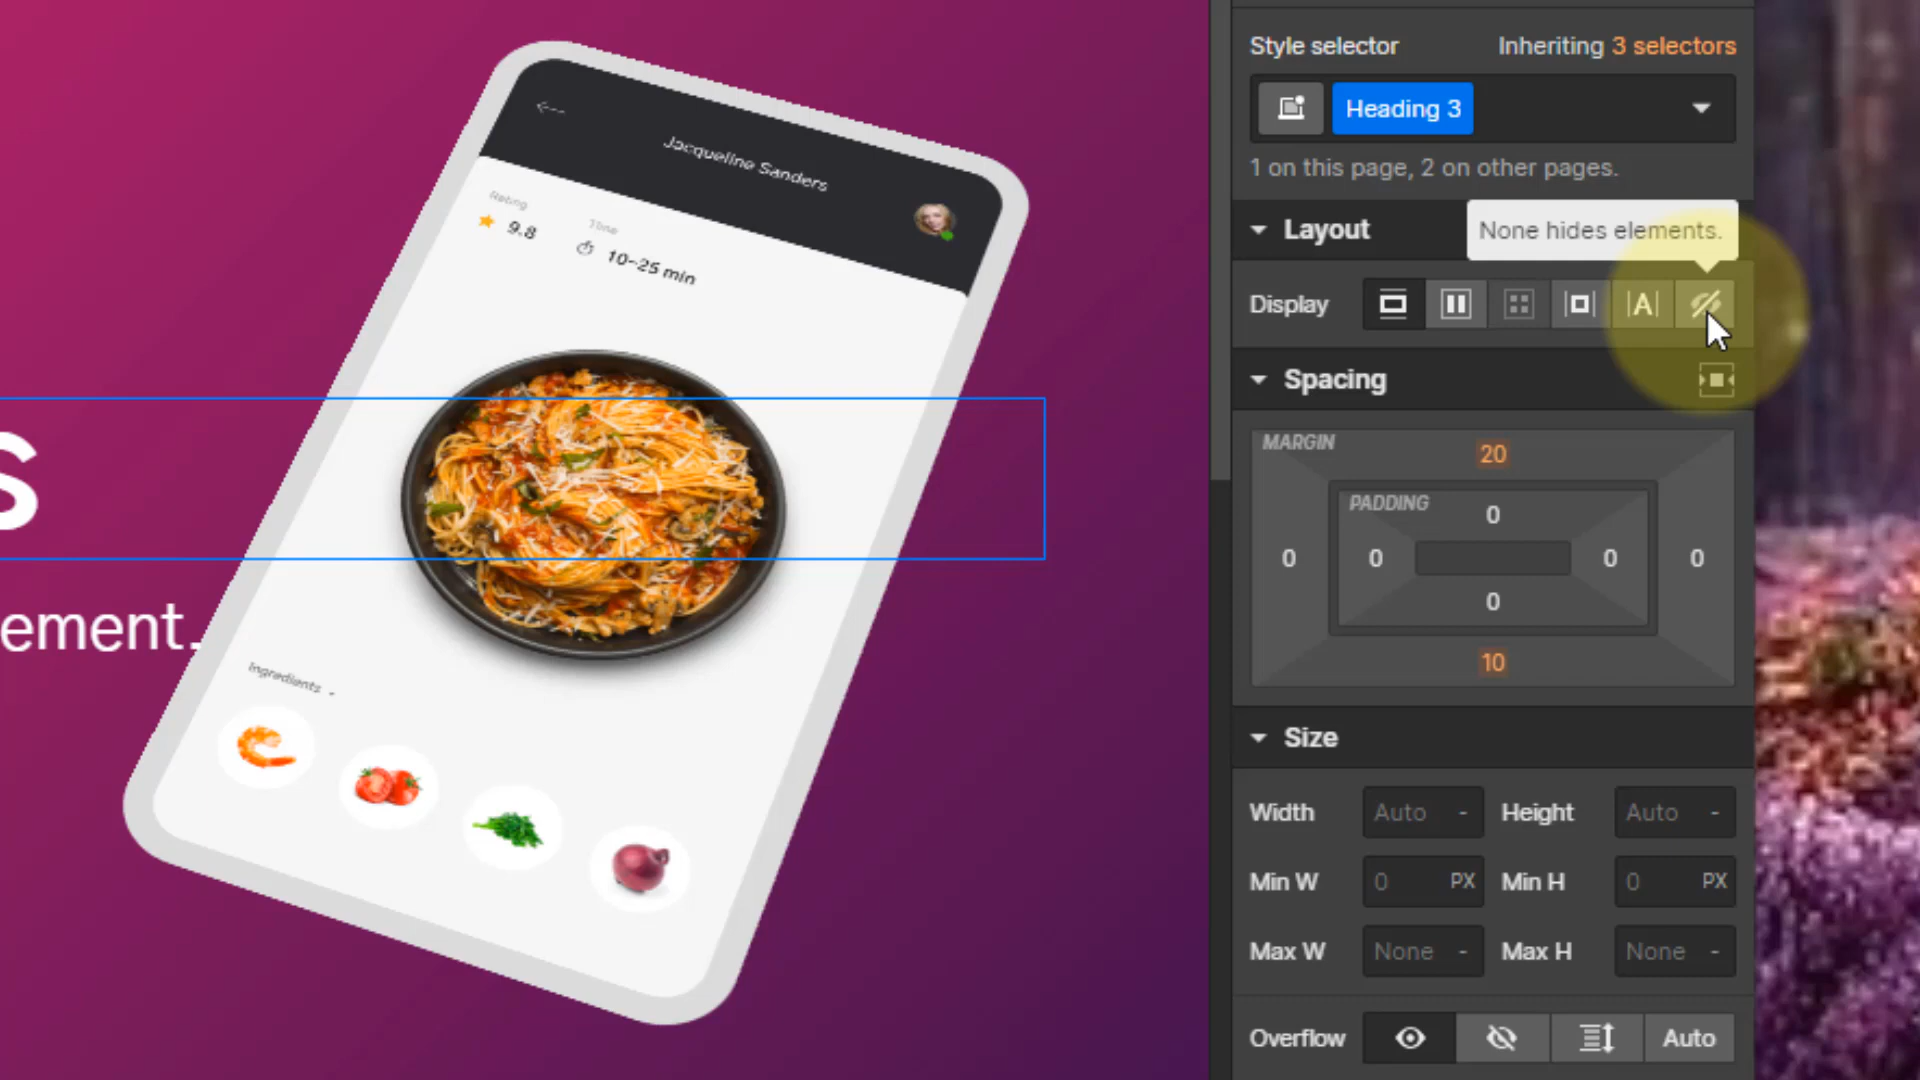 Jacqueline Sanders
Rating
9.8
Time
10-25 min
s
ement.
Ingredients
Style selector
Inheriting 3 selectors
Heading 3
1 on this page, 2 on other pages.
Layout
None hides elements.
Display
A
Spacing
MARGIN
20
PADDING
0
0
0
0
0
0
10
Size
Width
Auto -
Height
Auto -
Min W
0 PX
Min H
0 PX
Max W
None -
Max H
None -
Overflow
Auto